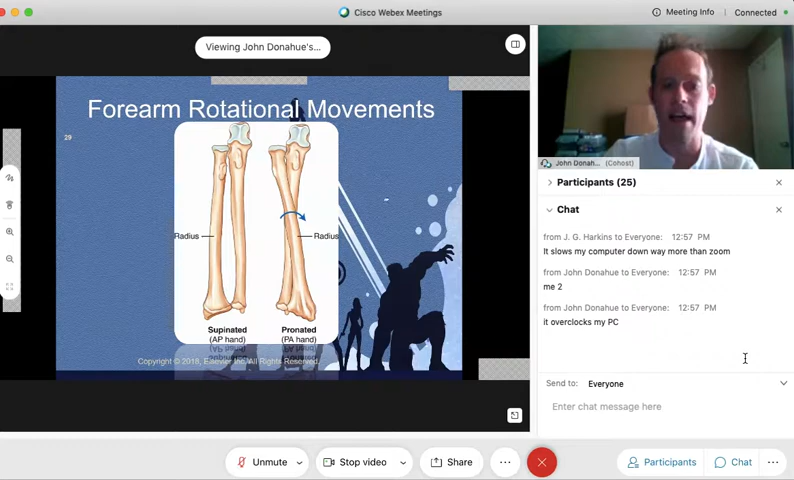 Cisco Webex Meetings
Meeting Info
Connected
Viewing John Donahue's...
Forearm Rotational Movements
29
Radius
Radius
Supinated
(AP hand)
Pronated
(PA hand)
Copyright © 2018, Elsevier Inc. All Rights Reserved.
John Donah... (Cohost)
Participants (25)
Chat
from J. G. Harkins to Everyone: 12:57 PM
It slows my computer down way more than zoom
from John Donahue to Everyone: 12:57 PM
me 2
from John Donahue to Everyone: 12:57 PM
it overclocks my PC
Send to: Everyone
Enter chat message here
Unmute
Stop video
Share
Participants
Chat